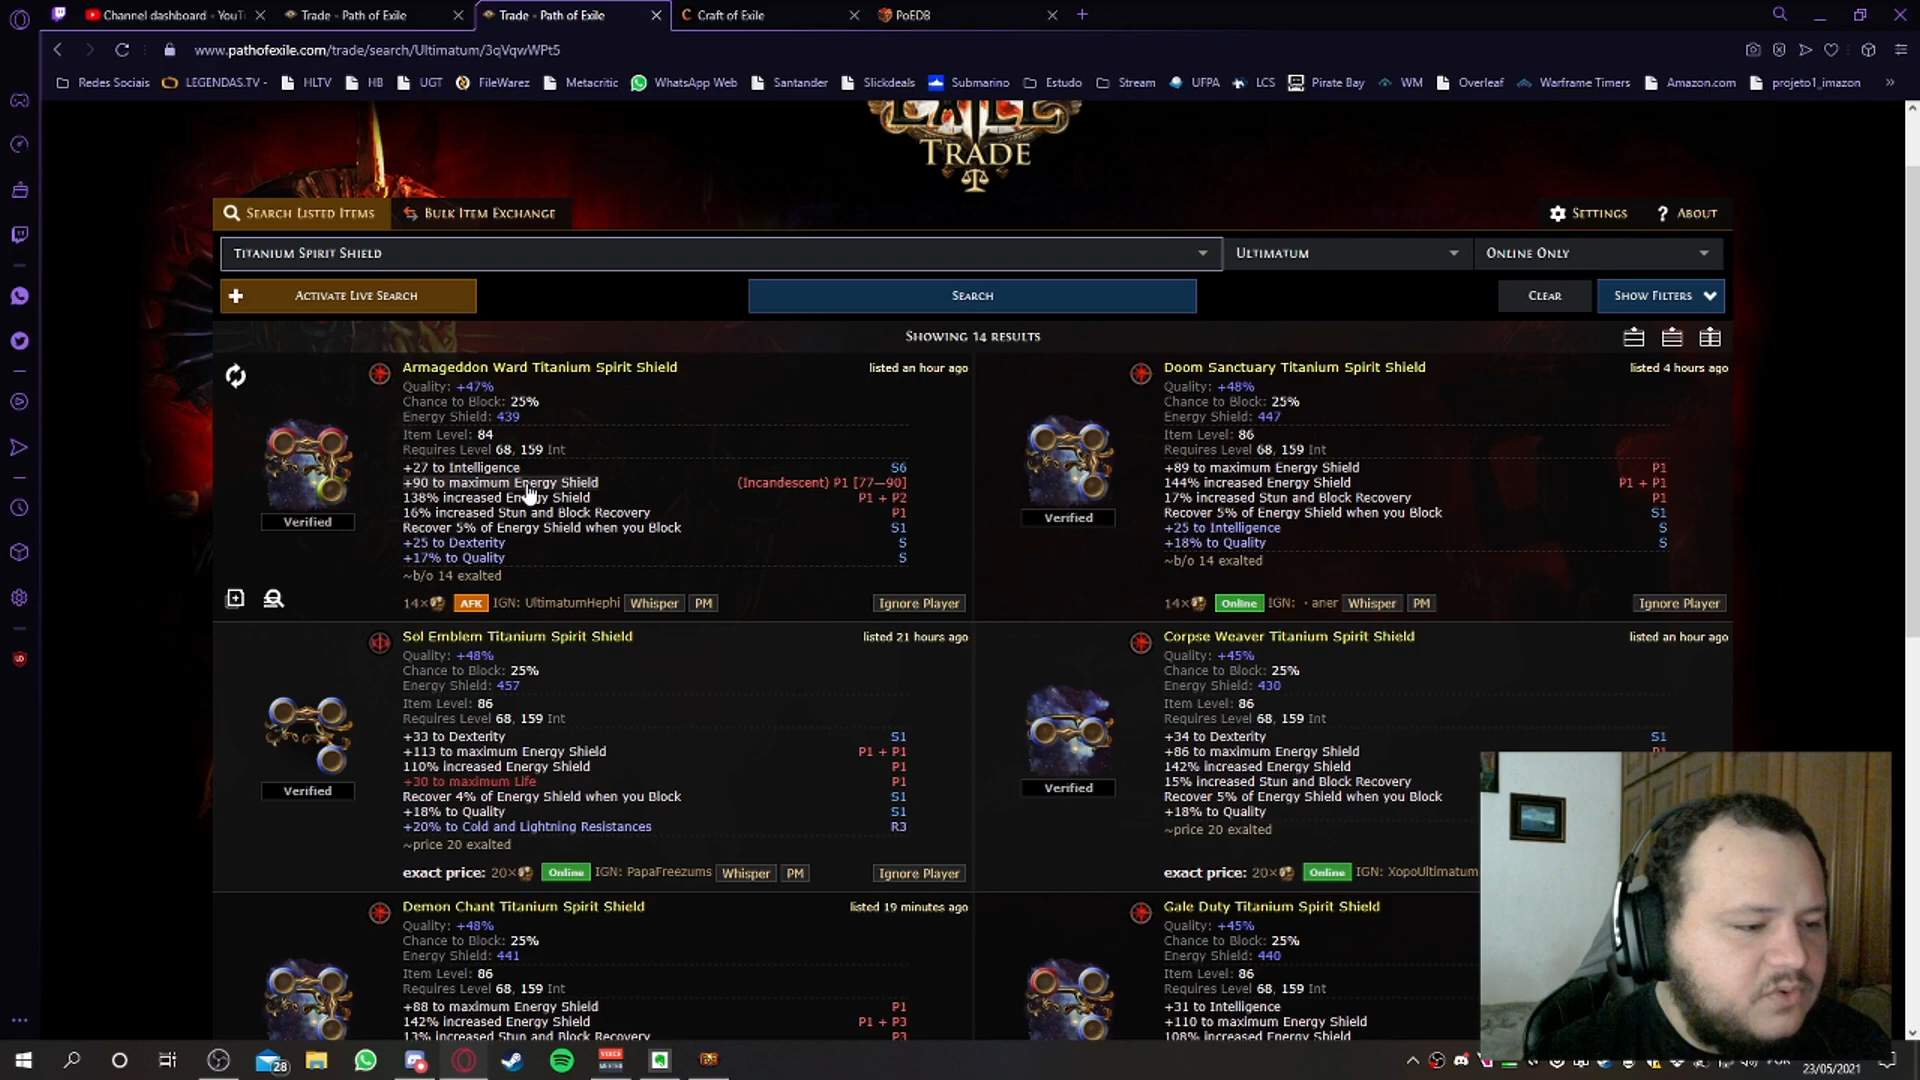 Channel dashboard - YouT
Trade - Path of Exile
Trade - Path of Exile
Craft of Exile
PoEDB
www.pathofexile.com/trade/search/Ultimatum/3qVqwWPt5
Redes Sociais
LEGENDAS.TV -
HLTV
HB
UGT
FileWarez
Metacritic
WhatsApp Web
Santander
Slickdeals
Submarino
Estudo
Stream
UFPA
LCS
Pirate Bay
WM
Overleaf
Warframe Timers
Amazon.com
projeto1_imazon
TRADE
Search Listed Items
Bulk Item Exchange
Settings
? About
Titanium Spirit Shield
Ultimatum
Online Only
+ Activate Live Search
Search
Clear
Show Filters
Showing 14 results
Armageddon Ward Titanium Spirit Shield
listed an hour ago
Quality: +47%
Chance to Block: 25%
Energy Shield: 439
Item Level: 84
Requires Level 68, 159 Int
+27 to Intelligence S6
+90 to maximum Energy Shield (Incandescent) P1 [77—90]
138% increased Energy Shield P1 + P2
16% increased Stun and Block Recovery P1
Recover 5% of Energy Shield when you Block S1
+25 to Dexterity S
+17% to Quality S
~b/o 14 exalted
Verified
14× AFK IGN: UltimatumHephi Whisper PM Ignore Player
Doom Sanctuary Titanium Spirit Shield
listed 4 hours ago
Quality: +48%
Chance to Block: 25%
Energy Shield: 447
Item Level: 86
Requires Level 68, 159 Int
+89 to maximum Energy Shield P1
144% increased Energy Shield P1 + P1
17% increased Stun and Block Recovery P1
Recover 5% of Energy Shield when you Block S1
+25 to Intelligence S
+18% to Quality S
~b/o 14 exalted
Verified
14× Online IGN: · aner Whisper PM Ignore Player
Sol Emblem Titanium Spirit Shield
listed 21 hours ago
Quality: +48%
Chance to Block: 25%
Energy Shield: 457
Item Level: 86
Requires Level 68, 159 Int
+33 to Dexterity S1
+113 to maximum Energy Shield P1 + P1
110% increased Energy Shield P1
+30 to maximum Life P1
Recover 4% of Energy Shield when you Block S1
+18% to Quality S1
+20% to Cold and Lightning Resistances R3
~price 20 exalted
Verified
exact price: 20× Online IGN: PapaFreezums Whisper PM Ignore Player
Corpse Weaver Titanium Spirit Shield
listed an hour ago
Quality: +45%
Chance to Block: 25%
Energy Shield: 430
Item Level: 86
Requires Level 68, 159 Int
+34 to Dexterity S1
+86 to maximum Energy Shield
142% increased Energy Shield
15% increased Stun and Block Recovery
Recover 5% of Energy Shield when you Block
+18% to Quality
~price 20 exalted
Verified
exact price: 20× Online IGN: XopoUltimatum
Demon Chant Titanium Spirit Shield
listed 19 minutes ago
Quality: +48%
Chance to Block: 25%
Energy Shield: 441
Item Level: 86
Requires Level 68, 159 Int
+88 to maximum Energy Shield P1
142% increased Energy Shield P1 + P3
13% increased Stun and Block Recovery P3
Gale Duty Titanium Spirit Shield
Quality: +45%
Chance to Block: 25%
Energy Shield: 440
Item Level: 86
Requires Level 68, 159 Int
+31 to Intelligence
+110 to maximum Energy Shield
108% increased Energy Shield
28
23/05/2021